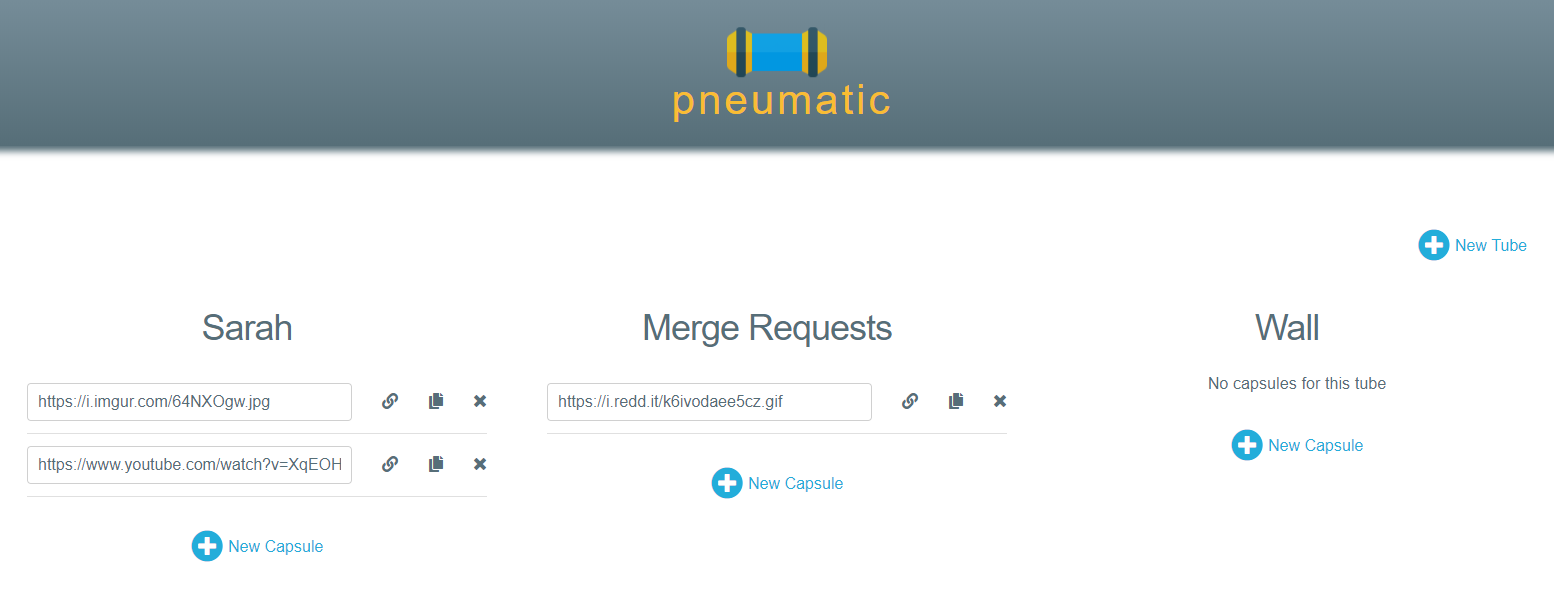 pneumatic
New Tube
Sarah
https://i.imgur.com/64NXOgw.jpg
https://www.youtube.com/watch?v=XqEOH
New Capsule
Merge Requests
https://i.redd.it/k6ivodaee5cz.gif
New Capsule
Wall
No capsules for this tube
New Capsule